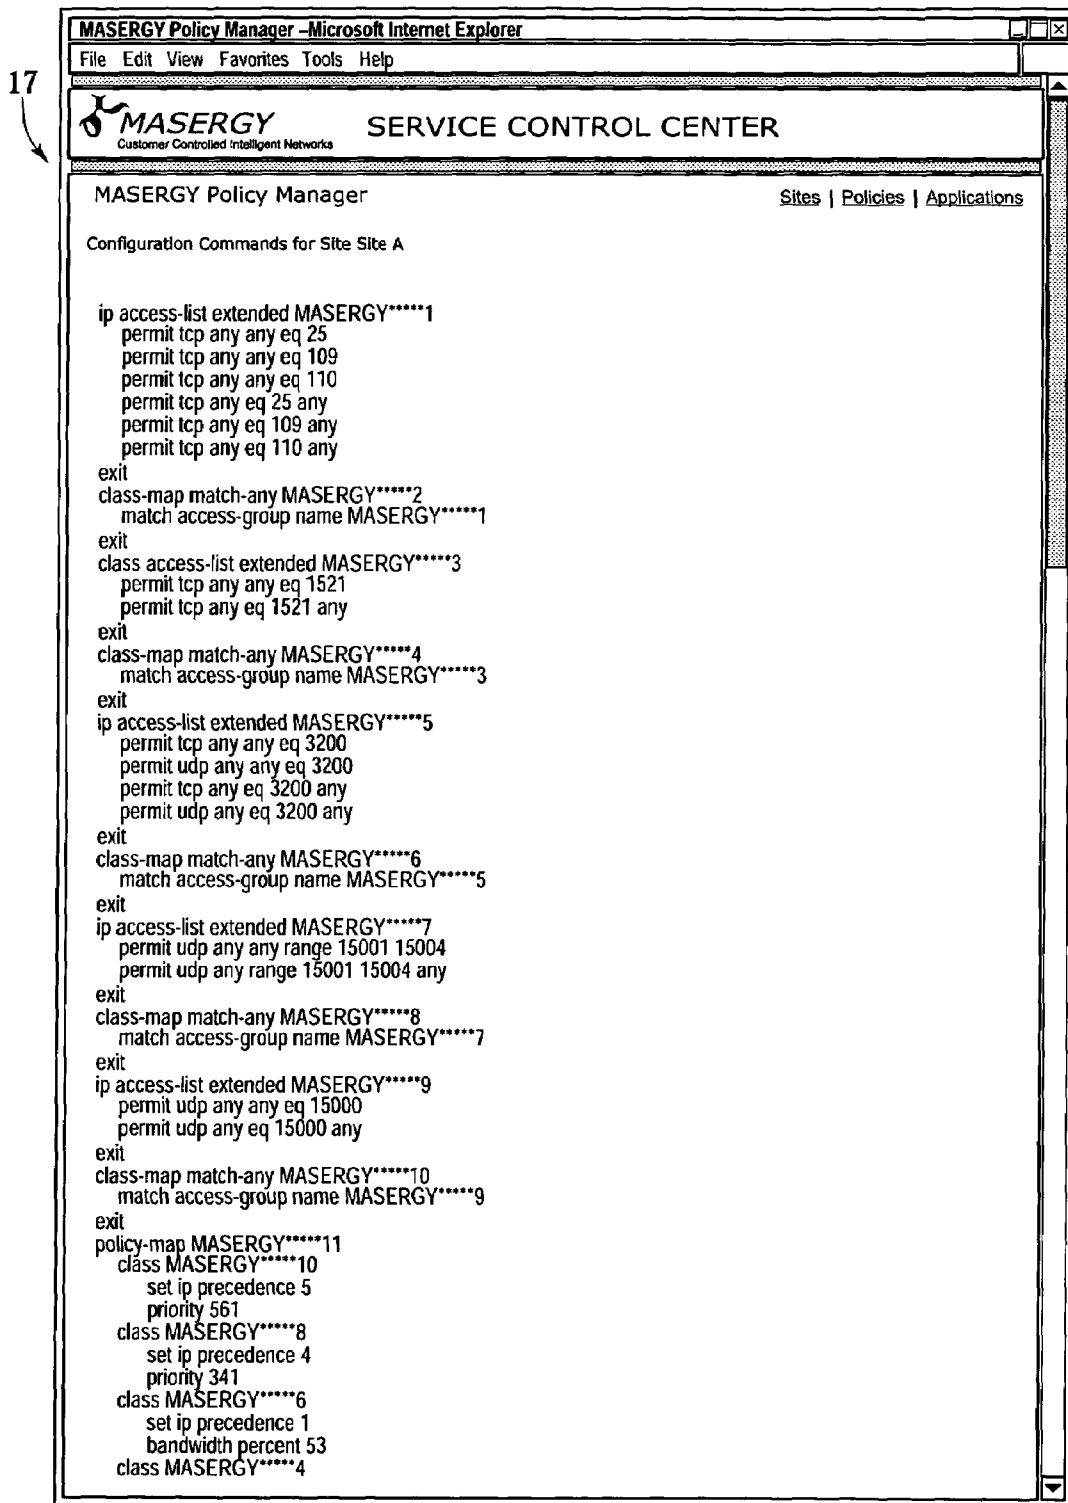 MASERGY Policy Manager –Microsoft Internet Explorer
File Edit View Favorites Tools Help
17
MASERGY
Customer Controlled Intelligent Networks
SERVICE CONTROL CENTER
MASERGY Policy Manager
Sites | Policies | Applications
Configuration Commands for Site Site A
ip access-list extended MASERGY*****1
permit tcp any any eq 25
permit tcp any any eq 109
permit tcp any any eq 110
permit tcp any eq 25 any
permit tcp any eq 109 any
permit tcp any eq 110 any
exit
class-map match-any MASERGY*****2
match access-group name MASERGY*****1
exit
class access-list extended MASERGY*****3
permit tcp any any eq 1521
permit tcp any eq 1521 any
exit
class-map match-any MASERGY*****4
match access-group name MASERGY*****3
exit
ip access-list extended MASERGY*****5
permit tcp any any eq 3200
permit udp any any eq 3200
permit tcp any eq 3200 any
permit udp any eq 3200 any
exit
class-map match-any MASERGY*****6
match access-group name MASERGY*****5
exit
ip access-list extended MASERGY*****7
permit udp any any range 15001 15004
permit udp any range 15001 15004 any
exit
class-map match-any MASERGY*****8
match access-group name MASERGY*****7
exit
ip access-list extended MASERGY*****9
permit udp any any eq 15000
permit udp any eq 15000 any
exit
class-map match-any MASERGY*****10
match access-group name MASERGY*****9
exit
policy-map MASERGY*****11
class MASERGY*****10
set ip precedence 5
priority 561
class MASERGY*****8
set ip precedence 4
priority 341
class MASERGY*****6
set ip precedence 1
bandwidth percent 53
class MASERGY*****4